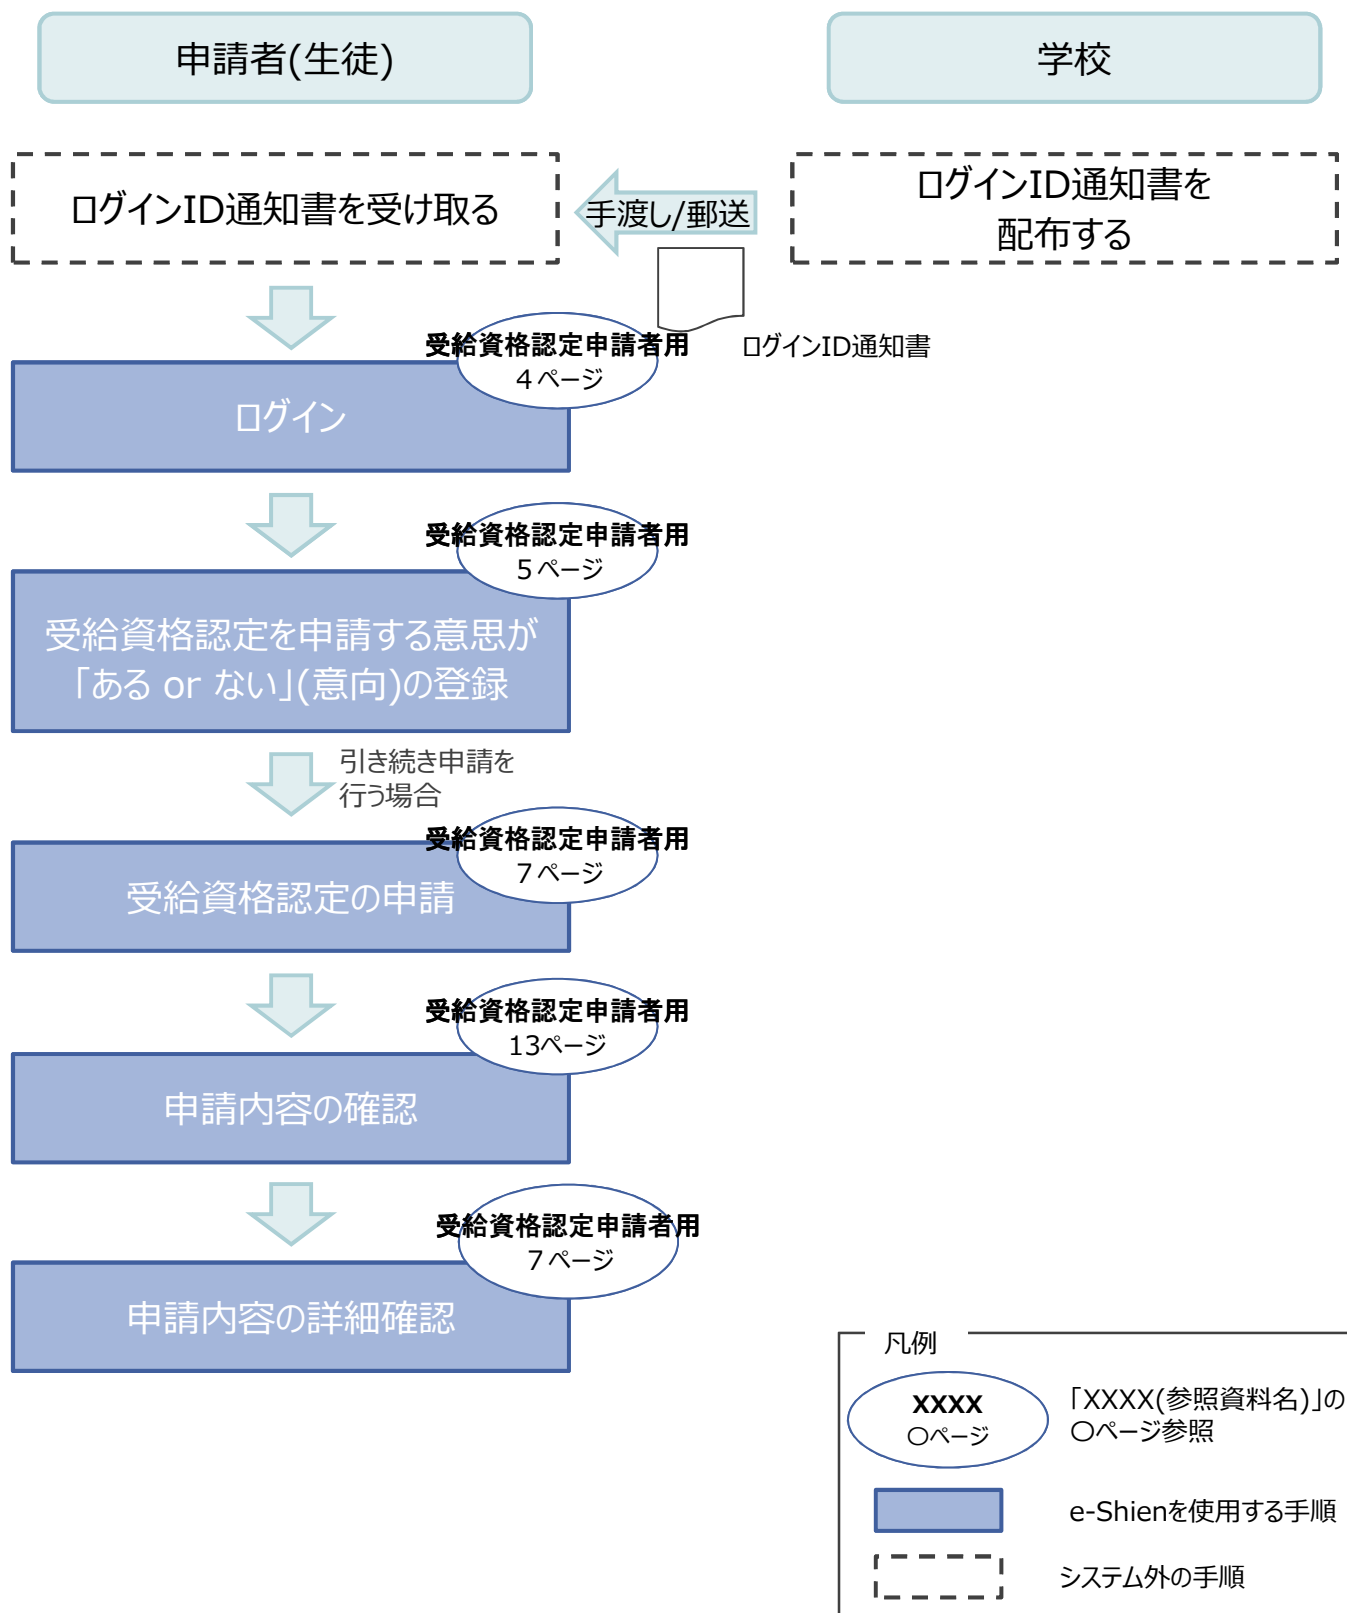 申請者(生徒)
学校
ログインID通知書を受け取る
手渡し/郵送
ログインID通知書を
配布する
ログインID通知書
受給資格認定申請者用
4ページ
ログイン
受給資格認定申請者用
5ページ
受給資格認定を申請する意思が
「ある or ない」(意向)の登録
引き続き申請を
行う場合
受給資格認定申請者用
7ページ
受給資格認定の申請
受給資格認定申請者用
13ページ
申請内容の確認
受給資格認定申請者用
7ページ
申請内容の詳細確認
凡例
XXXX
〇ページ
「XXXX(参照資料名)」の
〇ページ参照
e-Shienを使用する手順
システム外の手順